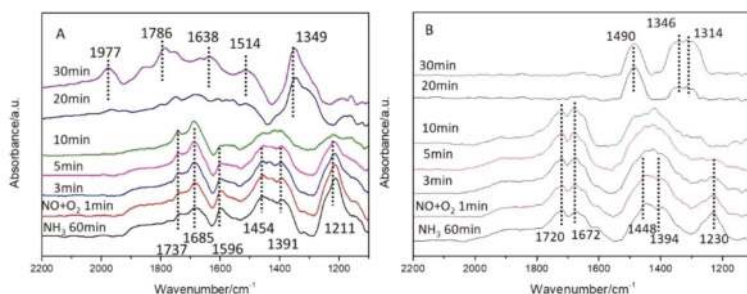 A
1977
1786
1638
1514
1349
30min
20min
10min
5min
3min
NO+O2 1min
NH3 60min
1737
1685
1596
1454
1391
1211
Absorbance/a.u.
2200 2000 1800 1600 1400 1200
Wavenumber/cm-1
B
1490
1346
1314
30min
20min
10min
5min
3min
NO+O2 1min
NH3 60min
1720
1672
1448
1394
1230
Absorbance/a.u.
2200 2000 1800 1600 1400 1200
Wavenumber/cm-1